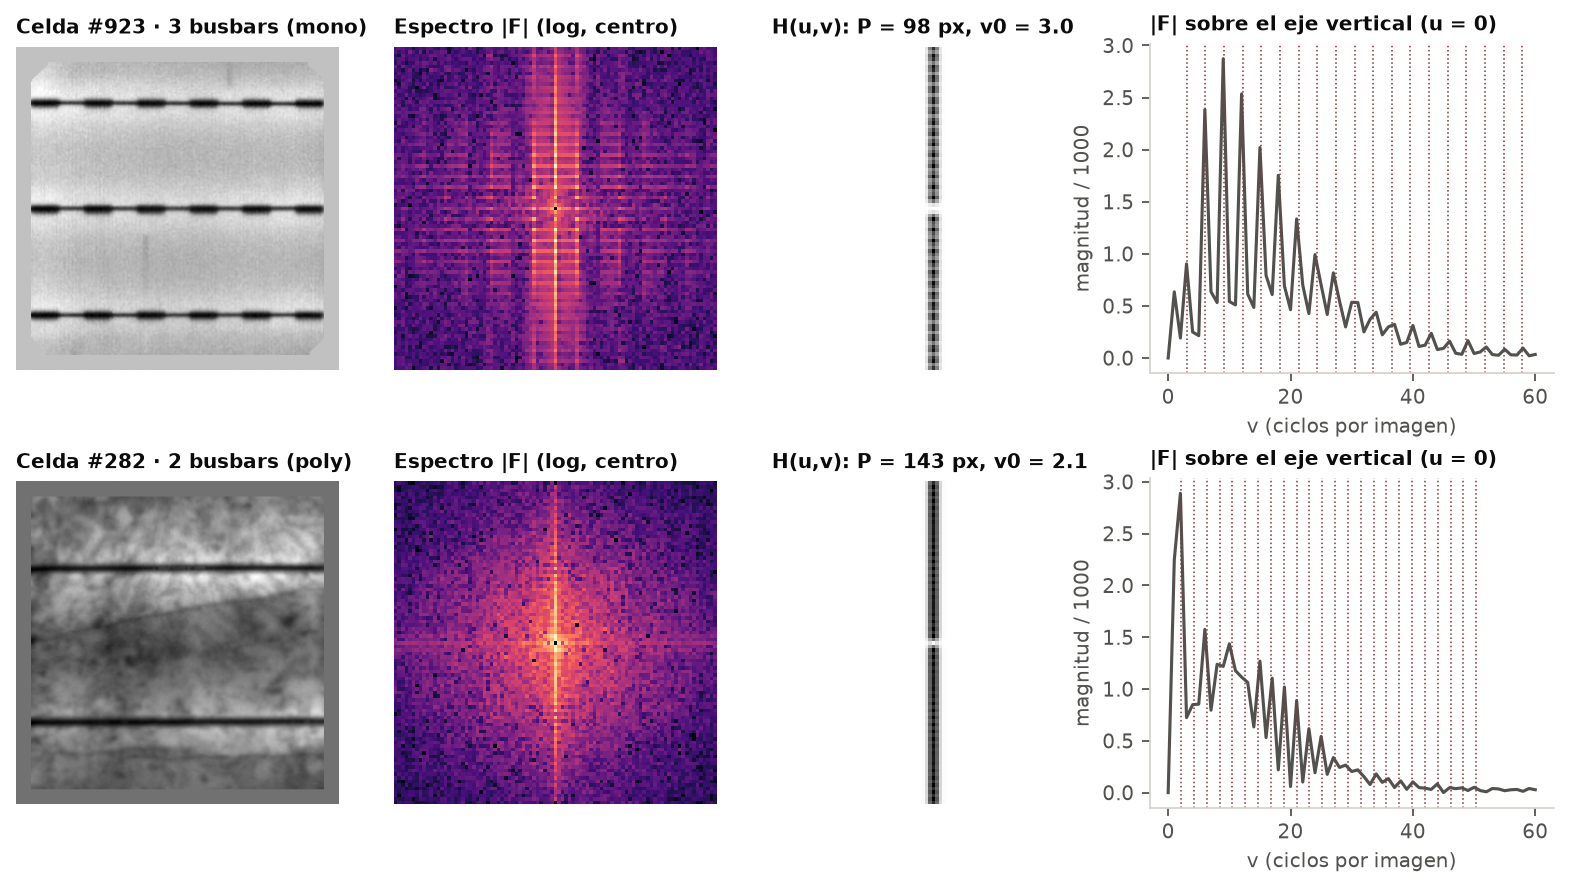 Celda #923 · 3 busbars (mono)
Espectro |F| (log, centro)
H(u,v): P = 98 px, v0 = 3.0
|F| sobre el eje vertical (u = 0)
3.0
2.5
2.0
1.5
1.0
0.5
0.0
magnitud / 1000
0 20 40 60
v (ciclos por imagen)
Celda #282 · 2 busbars (poly)
Espectro |F| (log, centro)
H(u,v): P = 143 px, v0 = 2.1
|F| sobre el eje vertical (u = 0)
3.0
2.5
2.0
1.5
1.0
0.5
0.0
magnitud / 1000
0 20 40 60
v (ciclos por imagen)